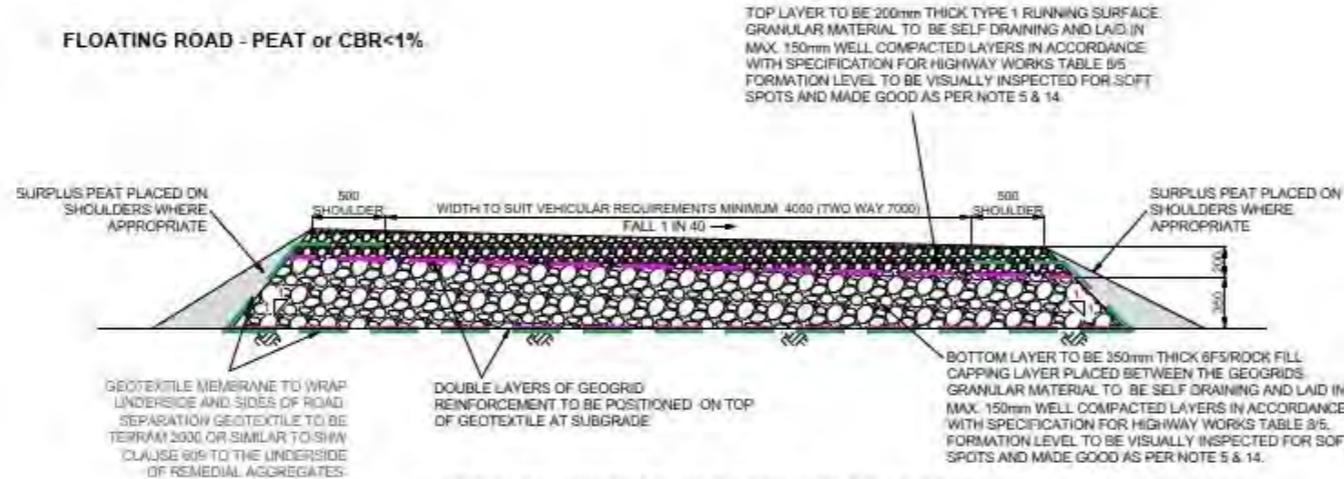 FLOATING ROAD - PEAT or CBR<1%
TOP LAYER TO BE 200mm THICK TYPE 1 RUNNING SURFACE.
GRANULAR MATERIAL TO BE SELF DRAINING AND LAID IN
MAX. 150mm WELL COMPACTED LAYERS IN ACCORDANCE
WITH SPECIFICATION FOR HIGHWAY WORKS TABLE 8/5
FORMATION LEVEL TO BE VISUALLY INSPECTED FOR SOFT
SPOTS AND MADE GOOD AS PER NOTE 5 & 14
SURPLUS PEAT PLACED ON
SHOULDERS WHERE
APPROPRIATE
500
SHOULDER
WIDTH TO SUIT VEHICULAR REQUIREMENTS MINIMUM 4000 (TWO WAY 7000)
FALL 1 IN 40
500
SHOULDER
SURPLUS PEAT PLACED ON
SHOULDERS WHERE
APPROPRIATE
200
350
GEOTEXTILE MEMBRANE TO WRAP
UNDERSIDE AND SIDES OF ROAD
SEPARATION GEOTEXTILE TO BE
TERRAM 2000 OR SIMILAR TO SHW
CLAUSE 609 TO THE UNDERSIDE
OF REMEDIAL AGGREGATES
DOUBLE LAYERS OF GEOGRID
REINFORCEMENT TO BE POSITIONED ON TOP
OF GEOTEXTILE AT SUBGRADE
BOTTOM LAYER TO BE 350mm THICK 6F5/ROCK FILL
CAPPING LAYER PLACED BETWEEN THE GEOGRIDS
GRANULAR MATERIAL TO BE SELF DRAINING AND LAID IN
MAX. 150mm WELL COMPACTED LAYERS IN ACCORDANCE
WITH SPECIFICATION FOR HIGHWAY WORKS TABLE 8/5.
FORMATION LEVEL TO BE VISUALLY INSPECTED FOR SOF
SPOTS AND MADE GOOD AS PER NOTE 5 & 14.